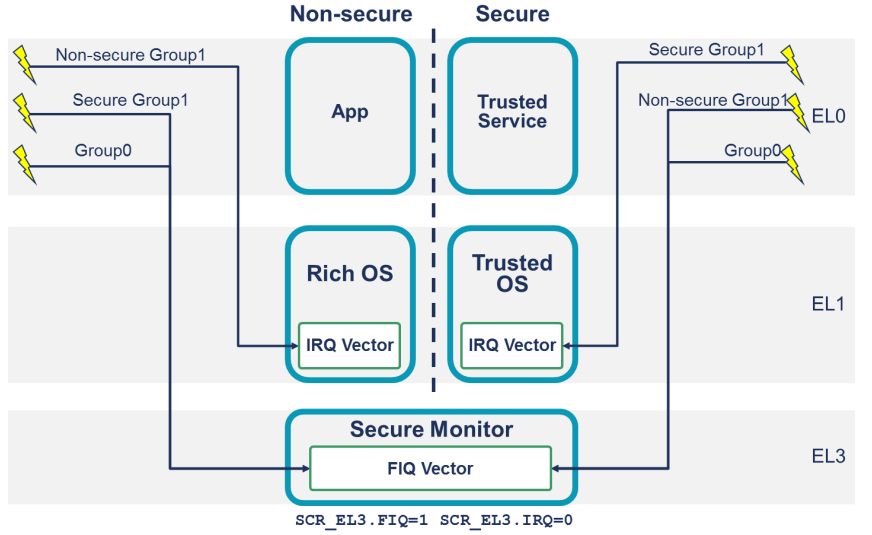 Non-secure
Secure
Non-secure Group1
Secure Group1
Secure Group1
Non-secure Group1
Group0
Group0
App
Trusted
Service
EL0
Rich OS
Trusted
OS
IRQ Vector
IRQ Vector
EL1
Secure Monitor
FIQ Vector
EL3
SCR_EL3.FIQ=1 SCR_EL3.IRQ=0